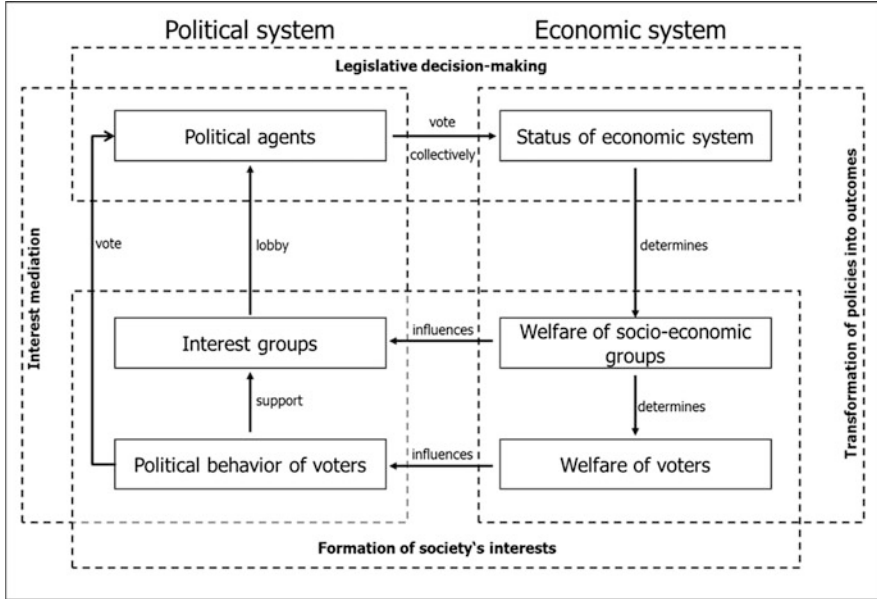 Political system
Economic system
Legislative decision-making
Political agents
vote
collectively
Status of economic system
Interest mediation
vote
lobby
determines
Transformation of policies into outcomes
Interest groups
influences
Welfare of socio-economic
groups
support
determines
Political behavior of voters
influences
Welfare of voters
Formation of society‘s interests